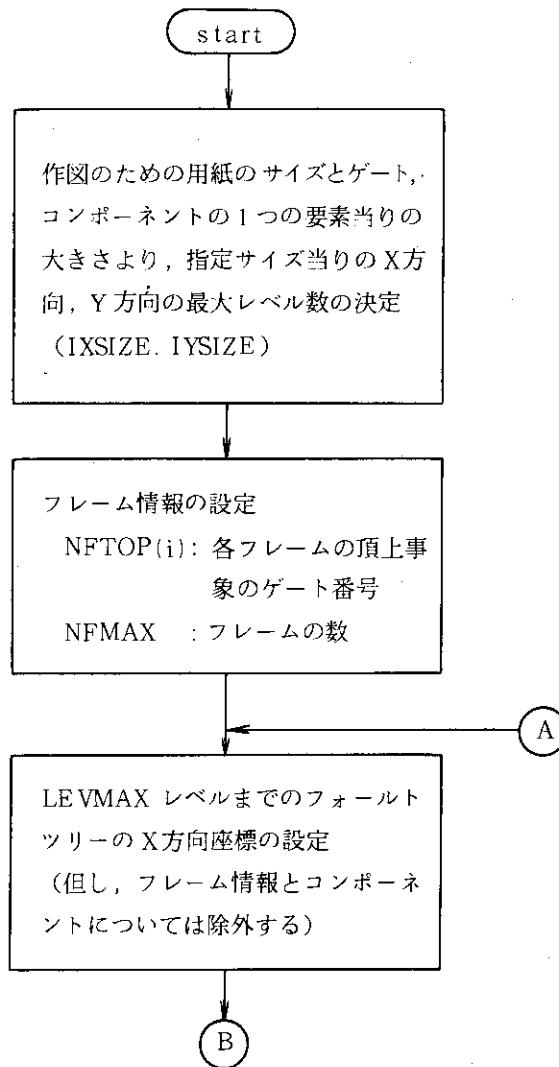 start
作図のための用紙のサイズとゲート,
コンポーネントの1つの要素当りの
大きさより，指定サイズ当りのX方
向，Y方向の最大レベル数の決定
（IXSIZE. IYSIZE）
フレーム情報の設定
NFTOP(i): 各フレームの頂上事
象のゲート番号
NFMAX : フレームの数
A
LEVMAX レベルまでのフォールト
ツリーのX方向座標の設定
（但し，フレーム情報とコンポーネ
ントについては除外する）
B